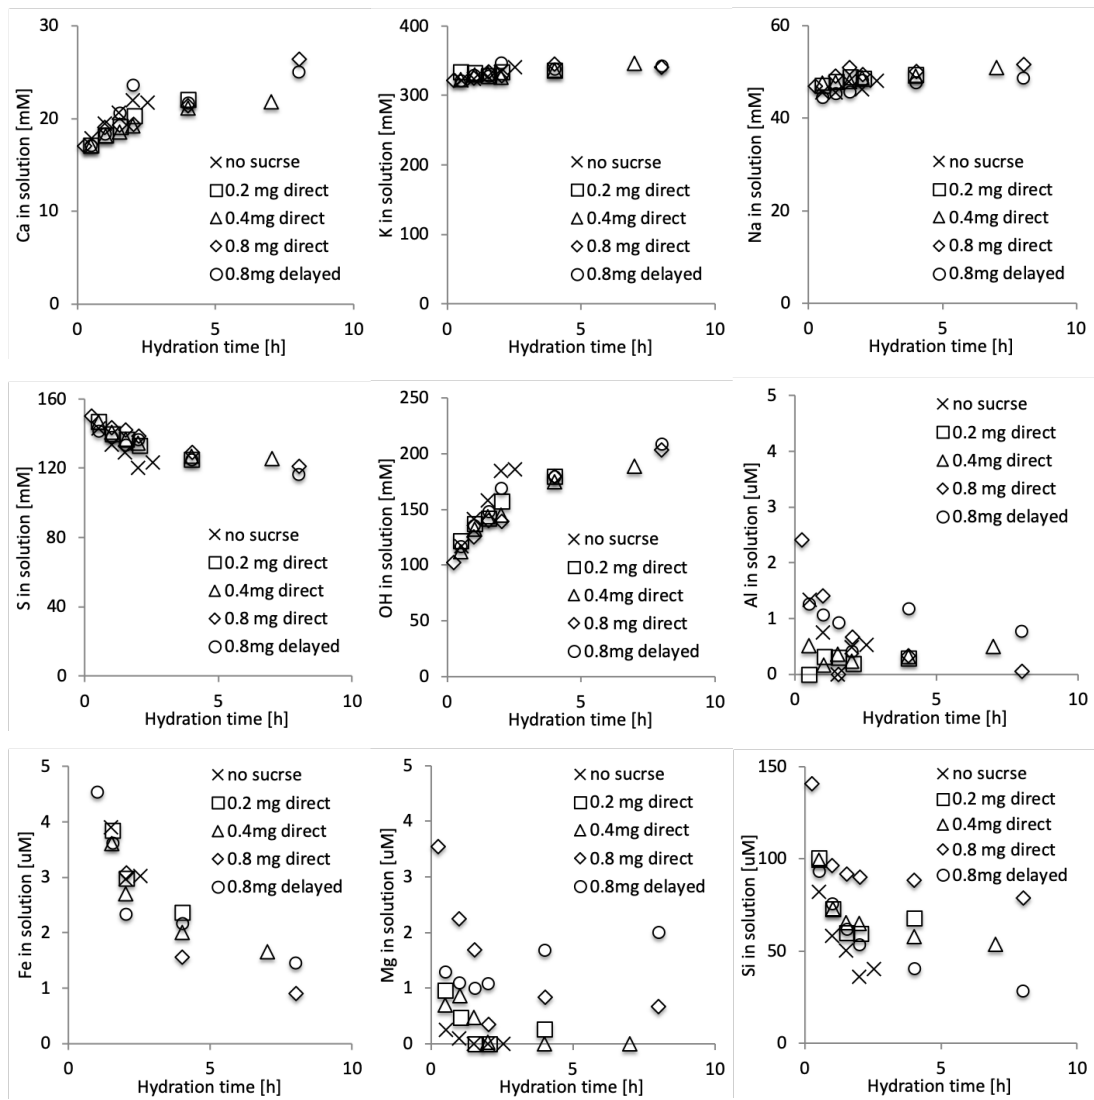 30
20
10
0
Ca in solution [mM]
× no sucrse
0.2 mg direct
0.4mg direct
0.8 mg direct
0.8mg delayed
0 5 10
Hydration time [h]
400
300
200
100
0
K in solution [mM]
× no sucrse
0.2 mg direct
0.4mg direct
0.8 mg direct
0.8mg delayed
0 5 10
Hydration time [h]
60
40
20
0
Na in solution [mM]
× no sucrse
0.2 mg direct
0.4mg direct
0.8 mg direct
0.8mg delayed
0 5 10
Hydration time [h]
160
120
80
40
0
S in solution [mM]
× no sucrse
0.2 mg direct
0.4mg direct
0.8 mg direct
0.8mg delayed
0 5 10
Hydration time [h]
250
200
150
100
50
0
OH in solution [mM]
× no sucrse
0.2 mg direct
0.4mg direct
0.8 mg direct
0.8mg delayed
0 5 10
Hydration time [h]
5
4
3
2
1
0
Al in solution [uM]
× no sucrse
0.2 mg direct
0.4mg direct
0.8 mg direct
0.8mg delayed
0 5 10
Hydration time [h]
5
4
3
2
1
0
Fe in solution [uM]
× no sucrse
0.2 mg direct
0.4mg direct
0.8 mg direct
0.8mg delayed
0 5 10
Hydration time [h]
5
4
3
2
1
0
Mg in solution [uM]
× no sucrse
0.2 mg direct
0.4mg direct
0.8 mg direct
0.8mg delayed
0 5 10
Hydration time [h]
150
100
50
0
Si in solution [uM]
× no sucrse
0.2 mg direct
0.4mg direct
0.8 mg direct
0.8mg delayed
0 5 10
Hydration time [h]